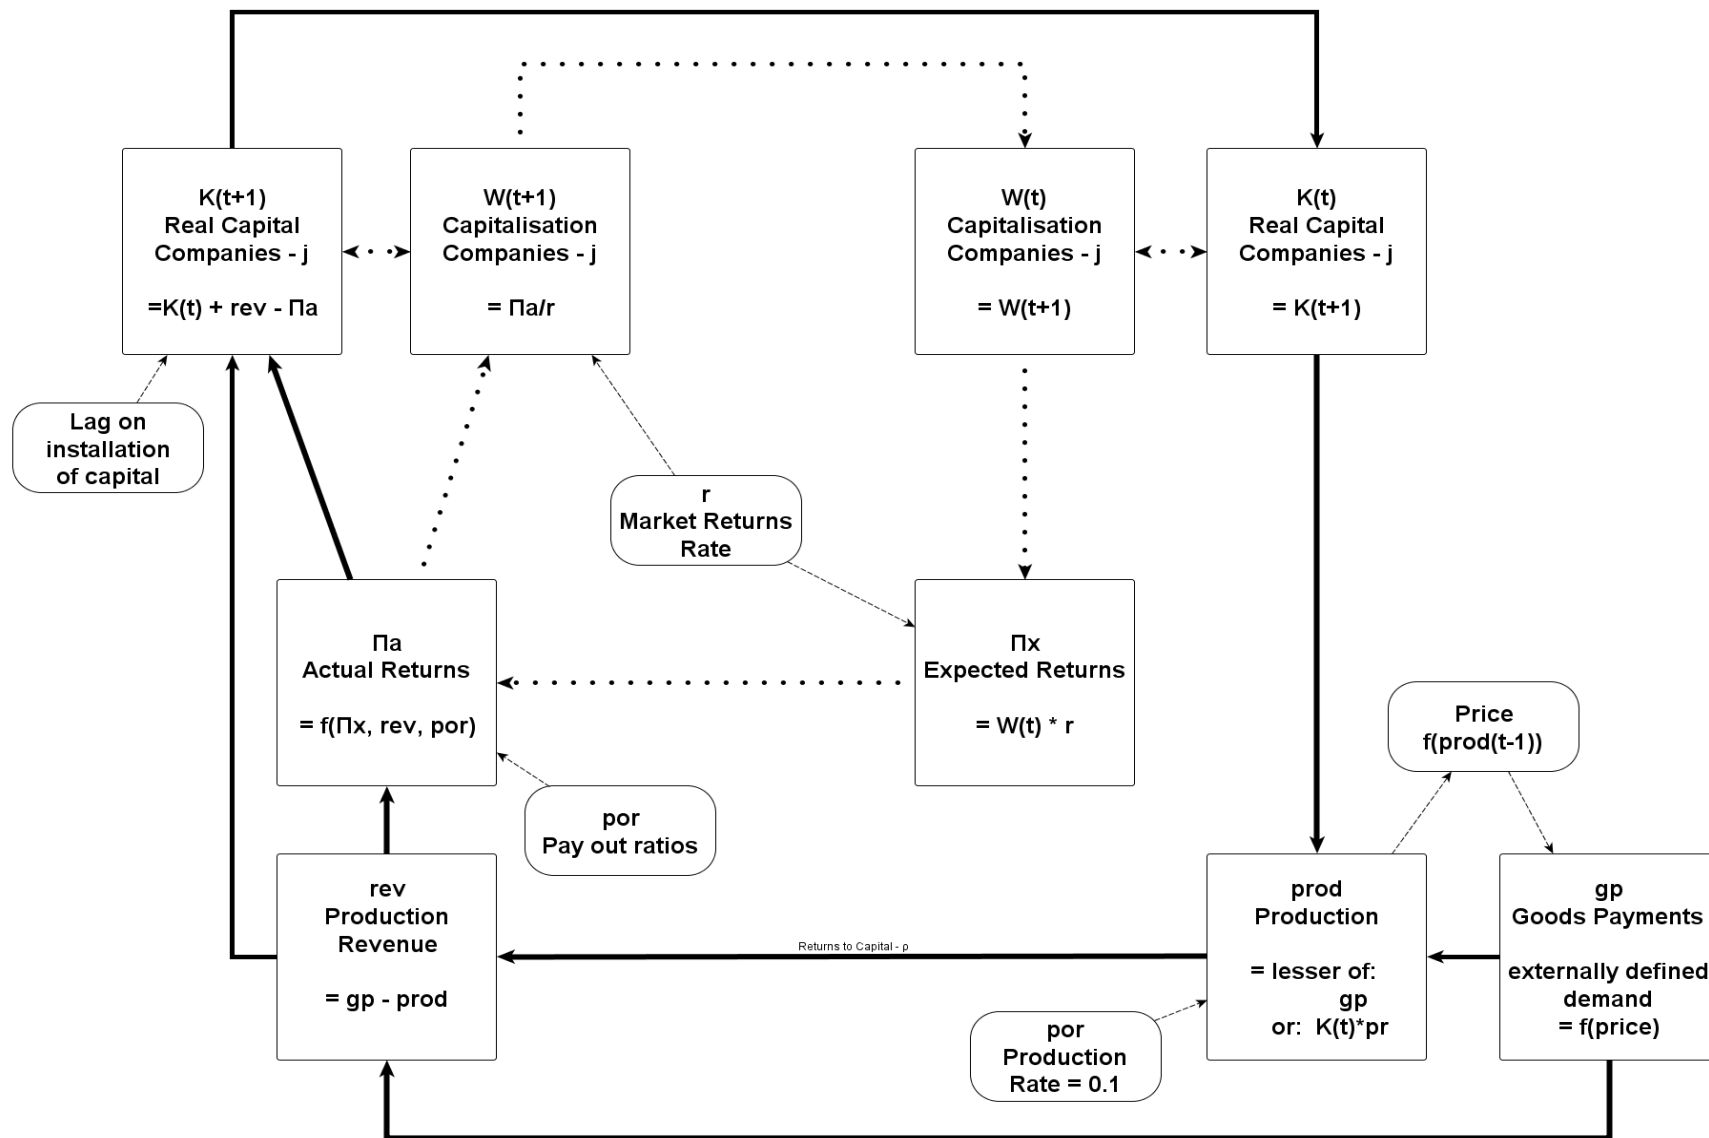 K(t+1)
Real Capital
Companies - j
=K(t) + rev - Πa
W(t+1)
Capitalisation
Companies - j
= Πa/r
W(t)
Capitalisation
Companies - j
= W(t+1)
K(t)
Real Capital
Companies - j
= K(t+1)
Lag on
installation
of capital
r
Market Returns
Rate
Πa
Actual Returns
= f(Πx, rev, por)
Πx
Expected Returns
= W(t) * r
Price
f(prod(t-1))
por
Pay out ratios
rev
Production
Revenue
= gp - prod
Returns to Capital - ρ
prod
Production
= lesser of:
gp
or: K(t)*pr
gp
Goods Payments
externally defined
demand
= f(price)
por
Production
Rate = 0.1